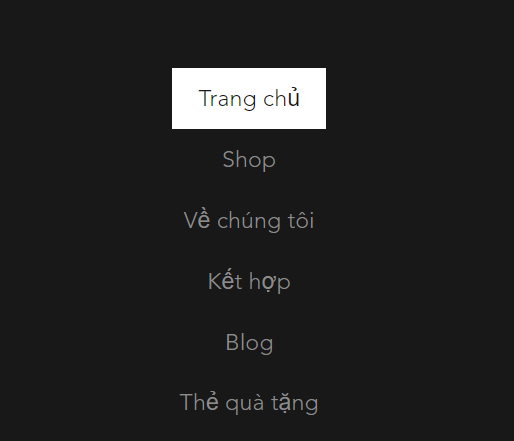 Trang chủ
Shop
Về chúng tôi
Kết hợp
Blog
Thẻ quà tặng